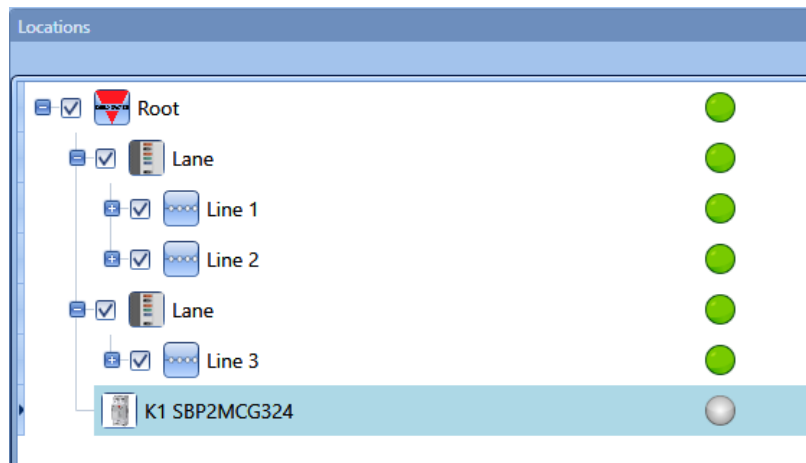 Locations
Root
Lane
Line 1
Line 2
Lane
Line 3
K1 SBP2MCG324